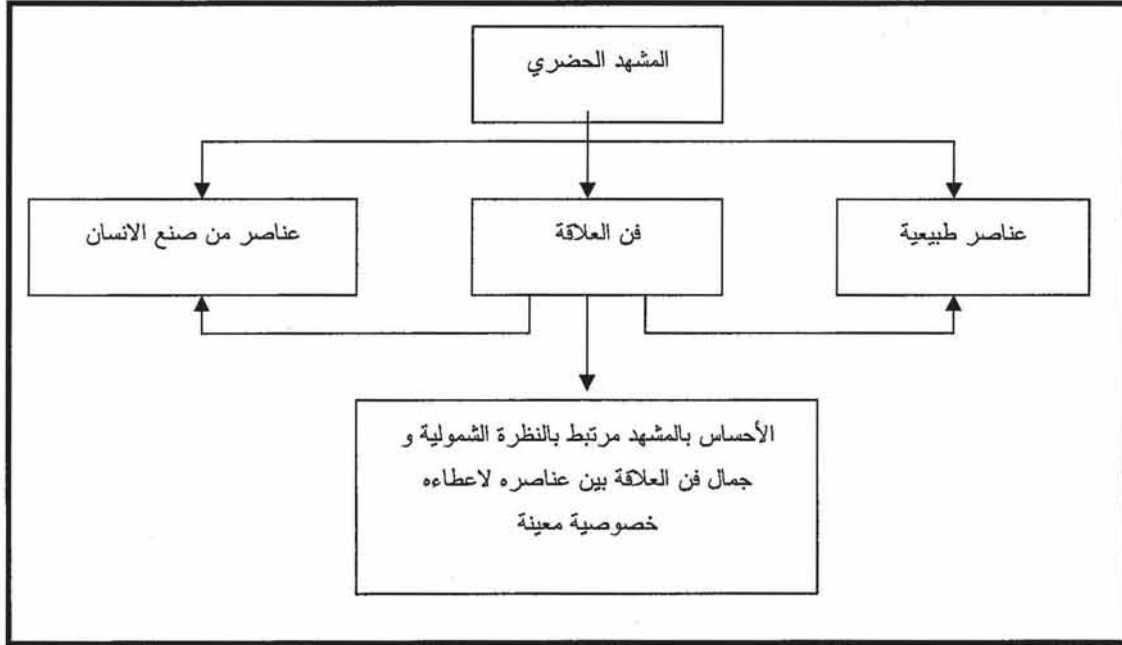 المشهد الحضري
عناصر طبيعية
فن العلاقة
عناصر من صنع الانسان
الأحساس بالمشهد مرتبط بالنظرة الشمولية و
جمال فن العلاقة بين عناصره لاعطاءه
خصوصية معينة